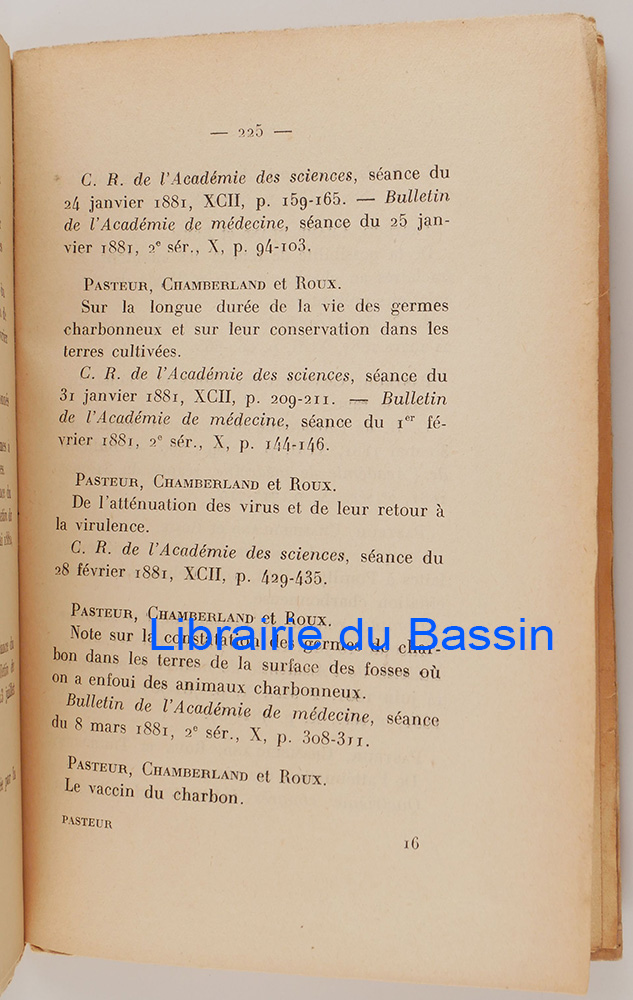 — 225 —
C. R. de l'Académie des sciences, séance du
24 janvier 1881, XCII, p. 159-165. — Bulletin
de l'Académie de médecine, séance du 25 jan-
vier 1881, 2e sér., X, p. 94-103.
Pasteur, Chamberland et Roux.
Sur la longue durée de la vie des germes
charbonneux et sur leur conservation dans les
terres cultivées.
C. R. de l'Académie des sciences, séance du
31 janvier 1881, XCII, p. 209-211. — Bulletin
de l'Académie de médecine, séance du 1er fé-
vrier 1881, 2e sér., X, p. 144-146.
Pasteur, Chamberland et Roux.
De l'atténuation des virus et de leur retour à
la virulence.
C. R. de l'Académie des sciences, séance du
28 février 1881, XCII, p. 429-435.
Pasteur, Chamberland et Roux.
Note sur la constatation des germes de char-
Librairie du Bassin
bon dans les terres de la surface des fosses où
on a enfoui des animaux charbonneux.
Bulletin de l'Académie de médecine, séance
du 8 mars 1881, 2e sér., X, p. 308-311.
Pasteur, Chamberland et Roux.
Le vaccin du charbon.
PASTEUR
16